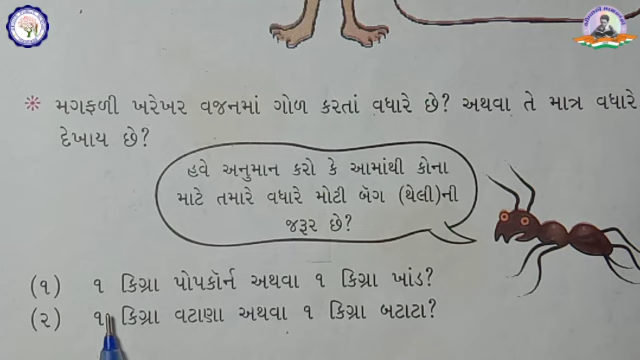 * મગફળી ખરેખર વજનમાં ગોળ કરતાં વધારે છે? અથવા તે માત્ર વધારે
દેખાય છે?
હવે અનુમાન કરો કે આમાંથી કોના
માટે તમારે વધારે મોટી બૅગ (થેલી)ની
જરૂર છે?
(૧) ૧ કિગ્રા પોપકૉર્ન અથવા ૧ કિગ્રા ખાંડ?
(૨) ૧ કિગ્રા વટાણા અથવા ૧ કિગ્રા બટાટા?